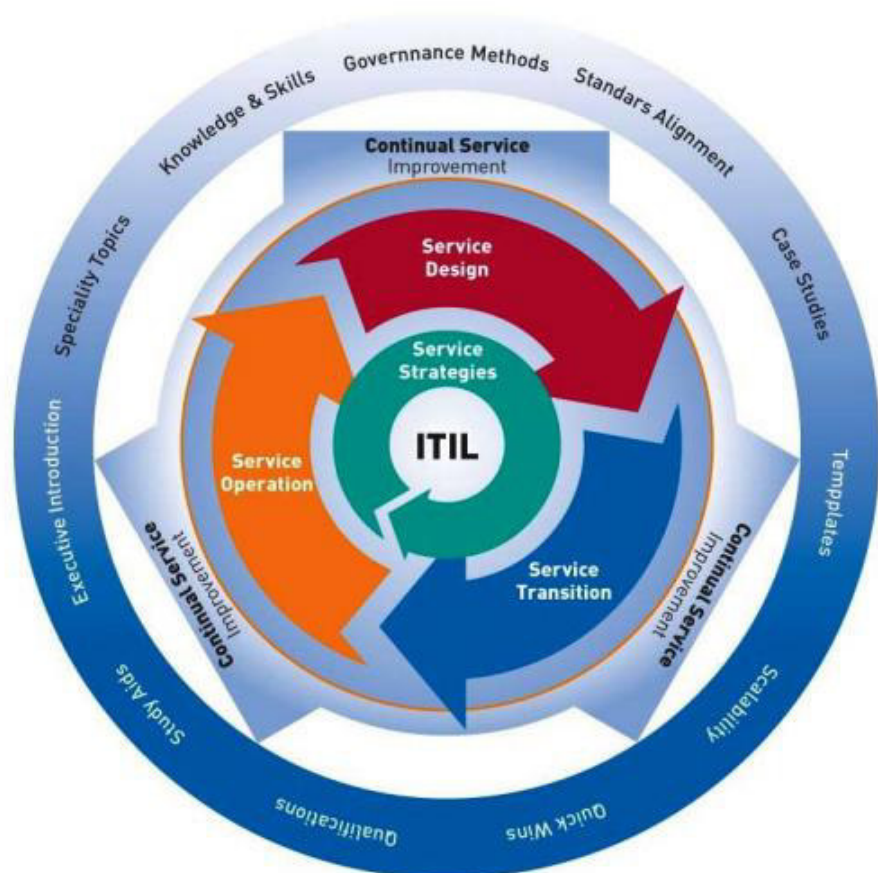 Governnance Methods
Standars Alignment
Case Studies
Tempplates
Scalability
Quick Wins
Qualifications
Study Aids
Executive Introduction
Speciality Topics
Knowledge & Skills
Continual Service
Improvement
Service
Design
Service
Strategies
ITIL
Service
Operation
Service
Transition
Continual Service
Improvement
Continual Service
Improvement